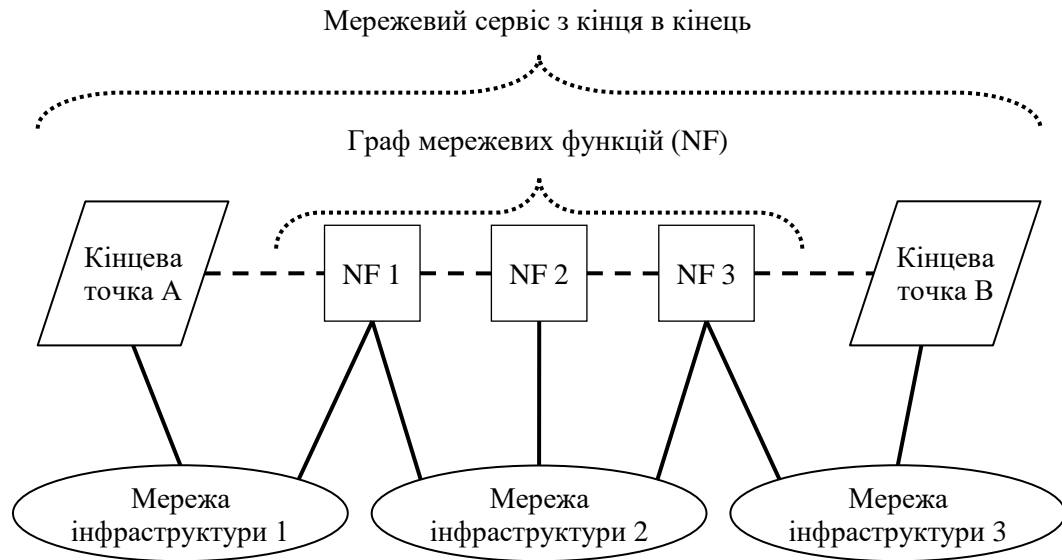 Мережевий сервіс з кінця в кінець
Граф мережевих функцій (NF)
Кінцева
точка A
NF 1
NF 2
NF 3
Кінцева
точка B
Мережа
інфраструктури 1
Мережа
інфраструктури 2
Мережа
інфраструктури 3